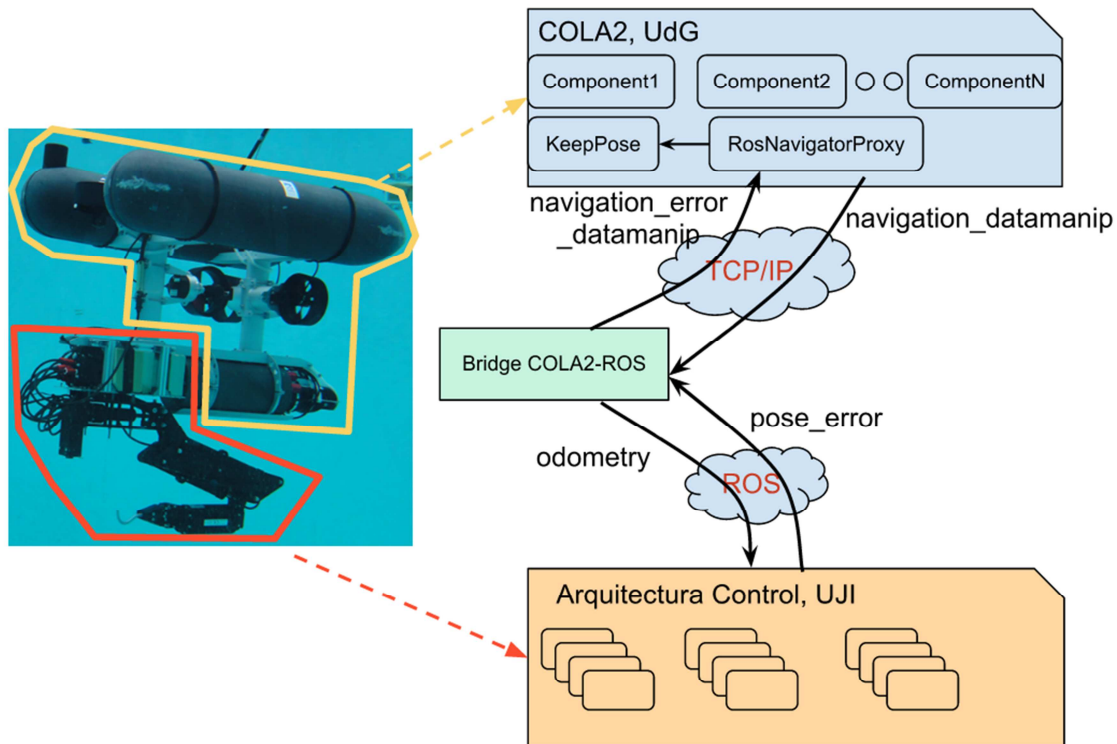 COLA2, UdG
Component1
Component2
ComponentN
KeepPose
RosNavigatorProxy
navigation_error
_datamanip
navigation_datamanip
TCP/IP
Bridge COLA2-ROS
pose_error
odometry
ROS
Arquitectura Control, UJI